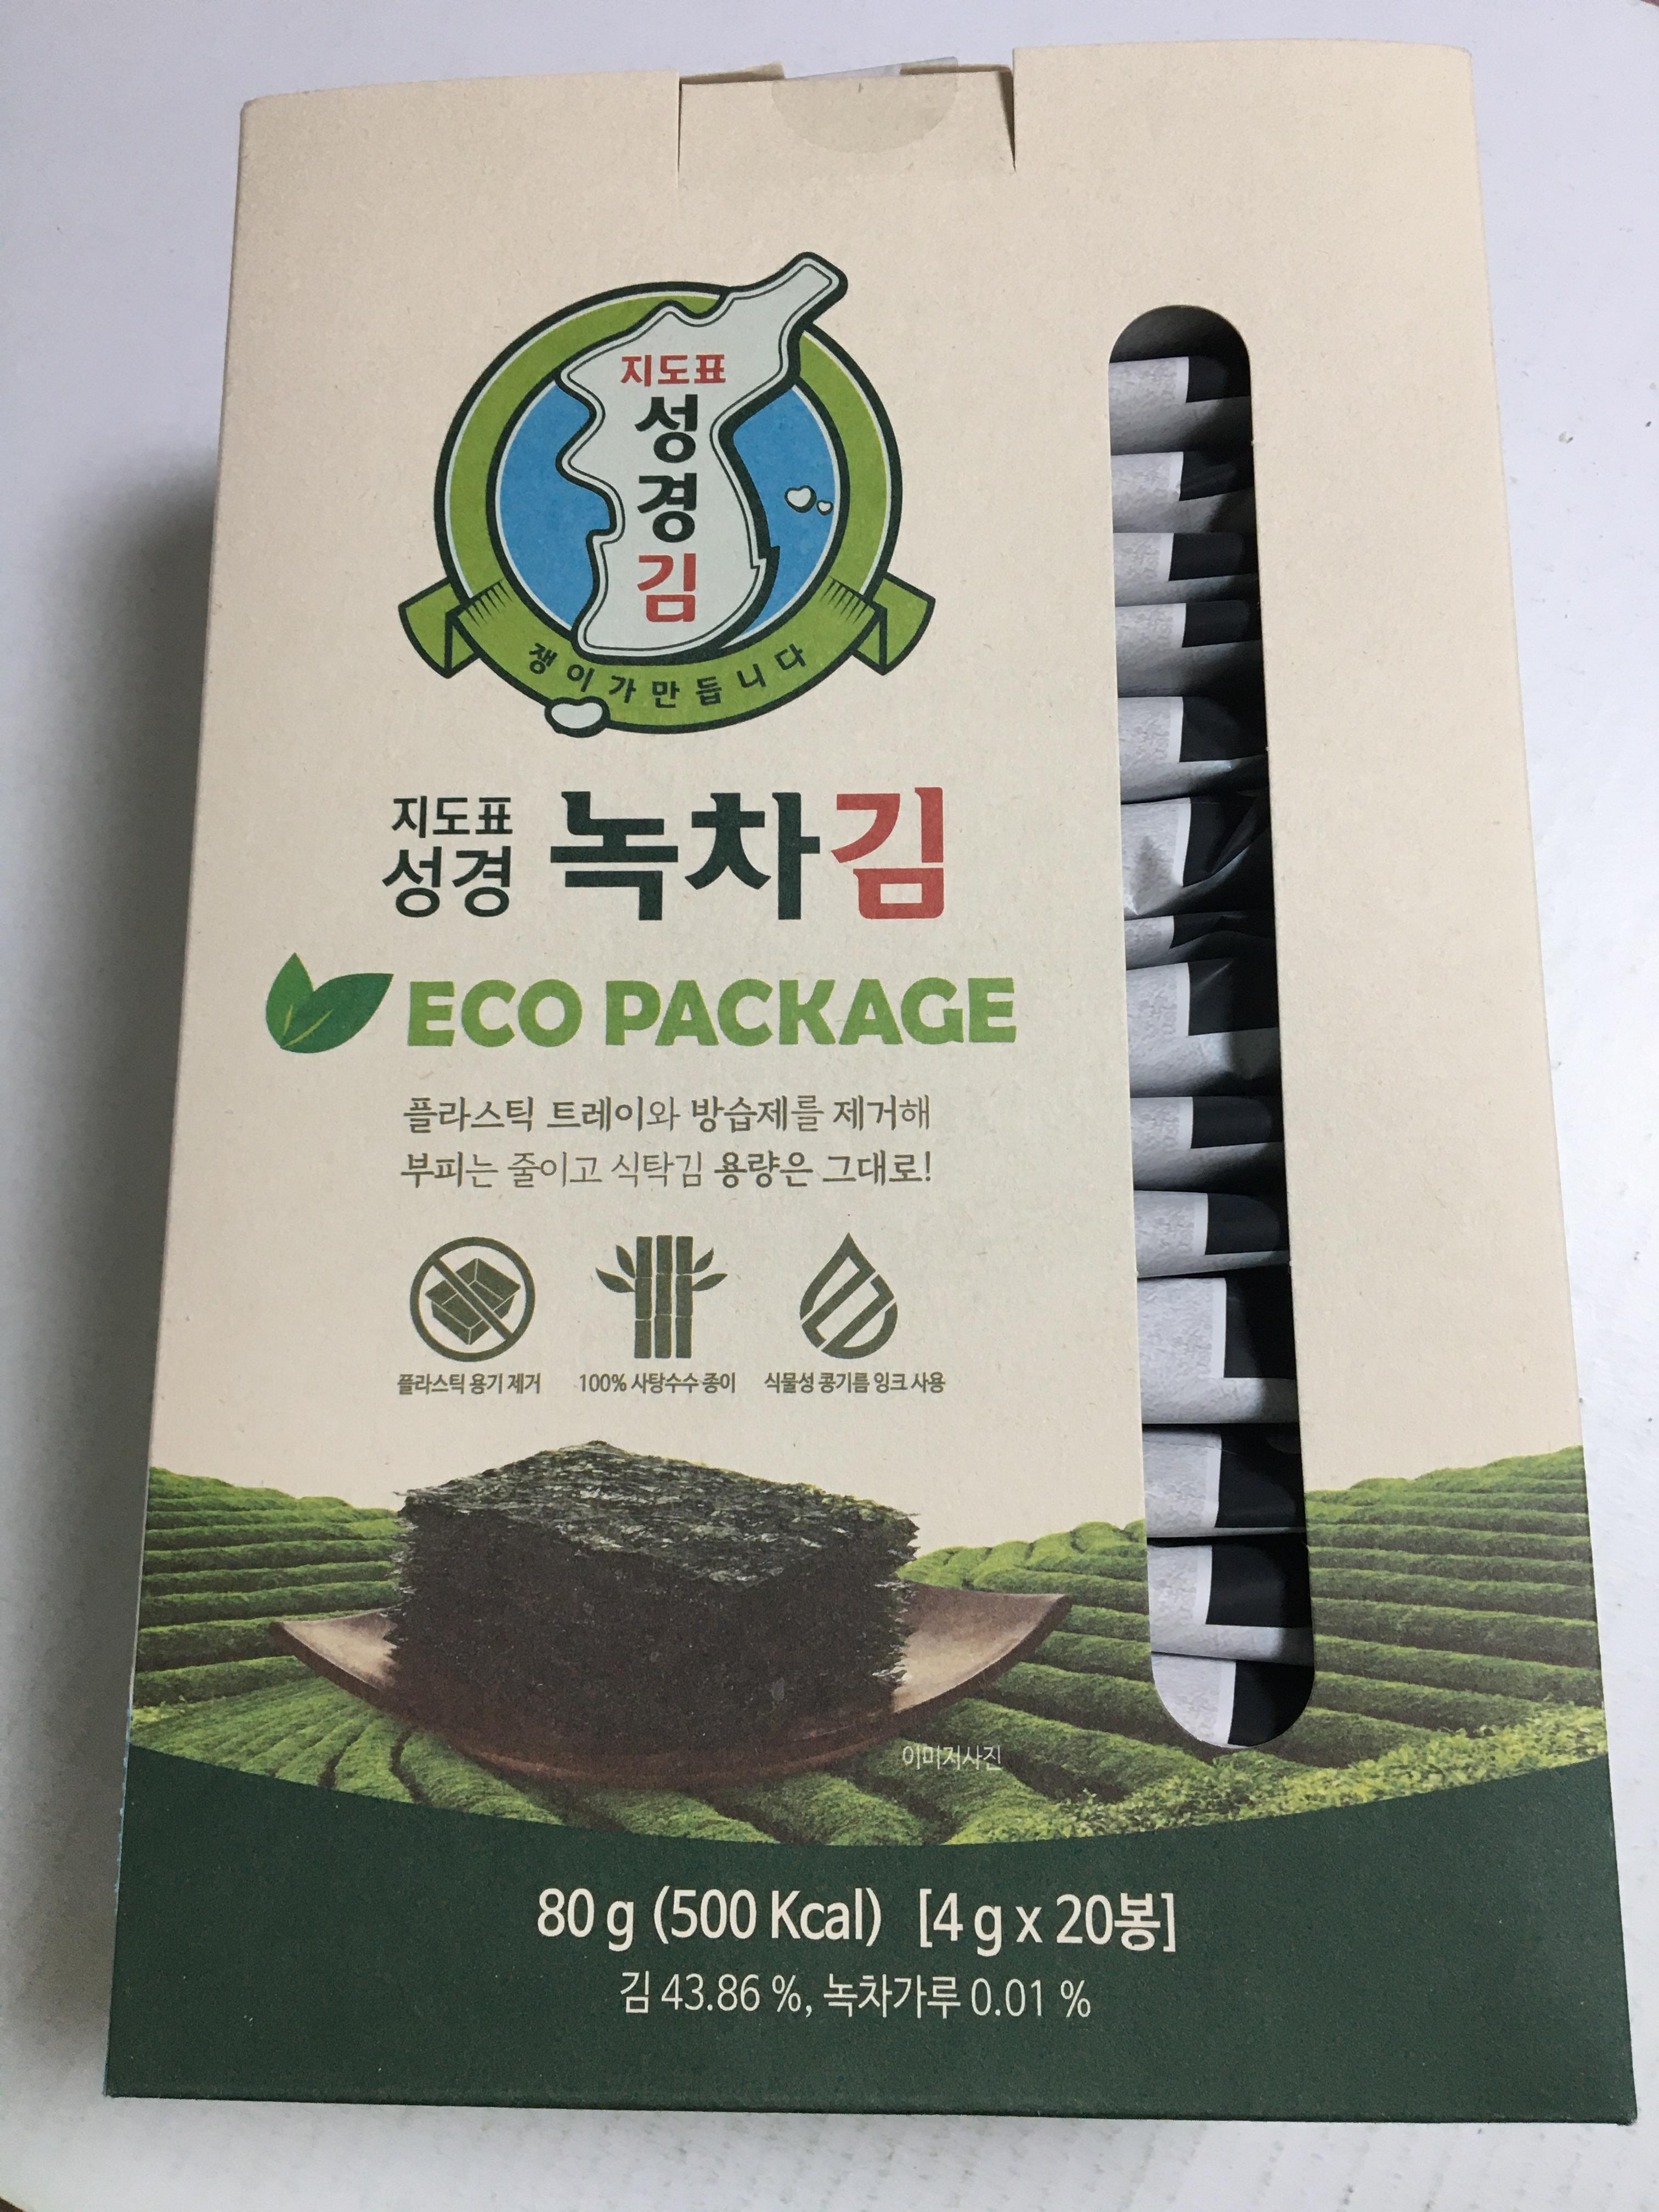 지도표
성
경
김
쟁이가만듭니다
지도표
성경 녹차김
ECO PACKAGE
플라스틱 트레이와 방습제를 제거해
부피는 줄이고 식탁김 용량은 그대로!
플라스틱 용기 제거
100% 사탕수수 종이
식물성 콩기름 잉크 사용
이미지사진
80 g (500 Kcal) [4 g x 20봉]
김 43.86 %, 녹차가루 0.01 %